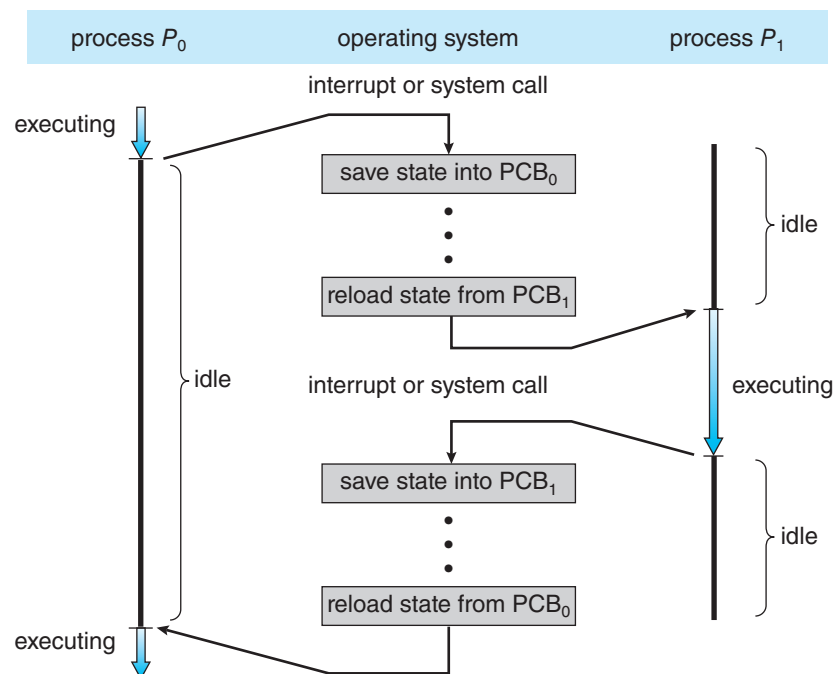 process P₀ operating system process P₁
interrupt or system call
executing
save state into PCB₀
idle
reload state from PCB₁
idle
interrupt or system call
executing
save state into PCB₁
idle
reload state from PCB₀
executing